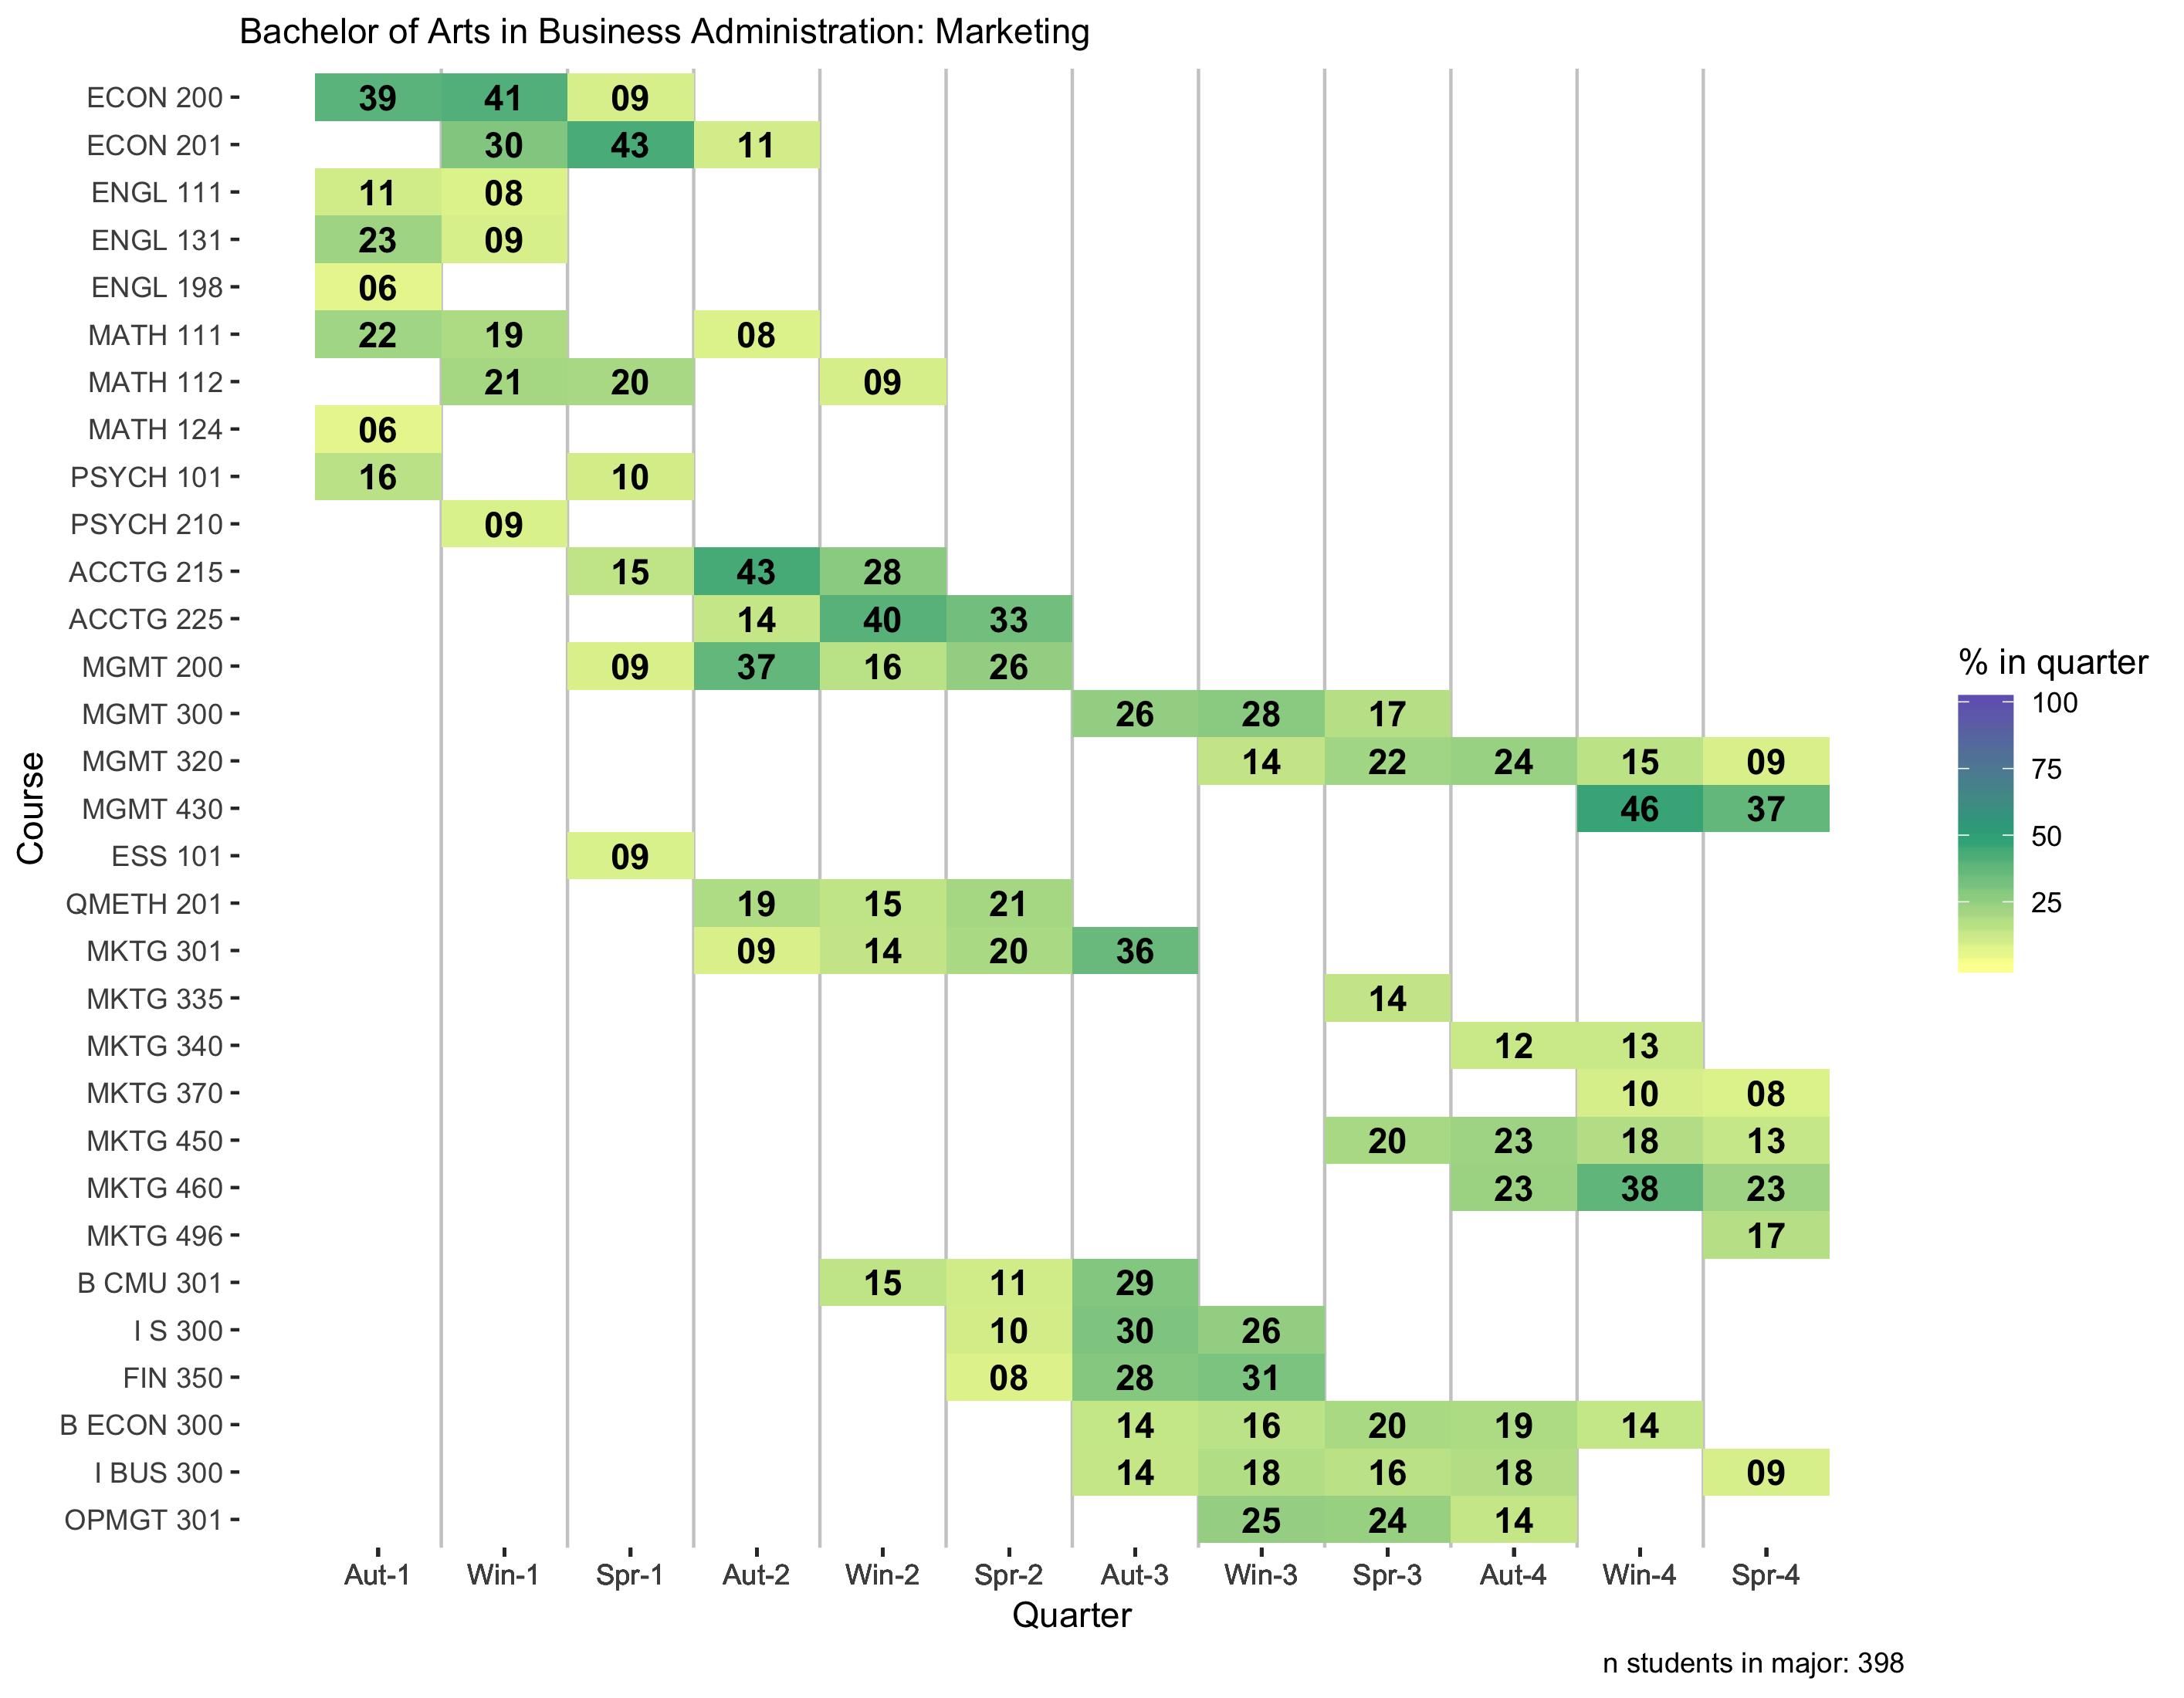 Bachelor of Arts in Business Administration: Marketing
ECON 200 39 41 09
ECON 201 30 43 11
ENGL 111 11 08
ENGL 131 23 09
ENGL 198 06
MATH 111 22 19 08
MATH 112 21 20 09
MATH 124 06
PSYCH 101 16 10
PSYCH 210 09
ACCTG 215 15 43 28
ACCTG 225 14 40 33
MGMT 200 09 37 16 26
MGMT 300 26 28 17
MGMT 320 14 22 24 15 09
MGMT 430 46 37
ESS 101 09
QMETH 201 19 15 21
MKTG 301 09 14 20 36
MKTG 335 14
MKTG 340 12 13
MKTG 370 10 08
MKTG 450 20 23 18 13
MKTG 460 23 38 23
MKTG 496 17
B CMU 301 15 11 29
I S 300 10 30 26
FIN 350 08 28 31
B ECON 300 14 16 20 19 14
I BUS 300 14 18 16 18 09
OPMGT 301 25 24 14
Aut-1 Win-1 Spr-1 Aut-2 Win-2 Spr-2 Aut-3 Win-3 Spr-3 Aut-4 Win-4 Spr-4
Quarter
Course
% in quarter
100
75
50
25
n students in major: 398